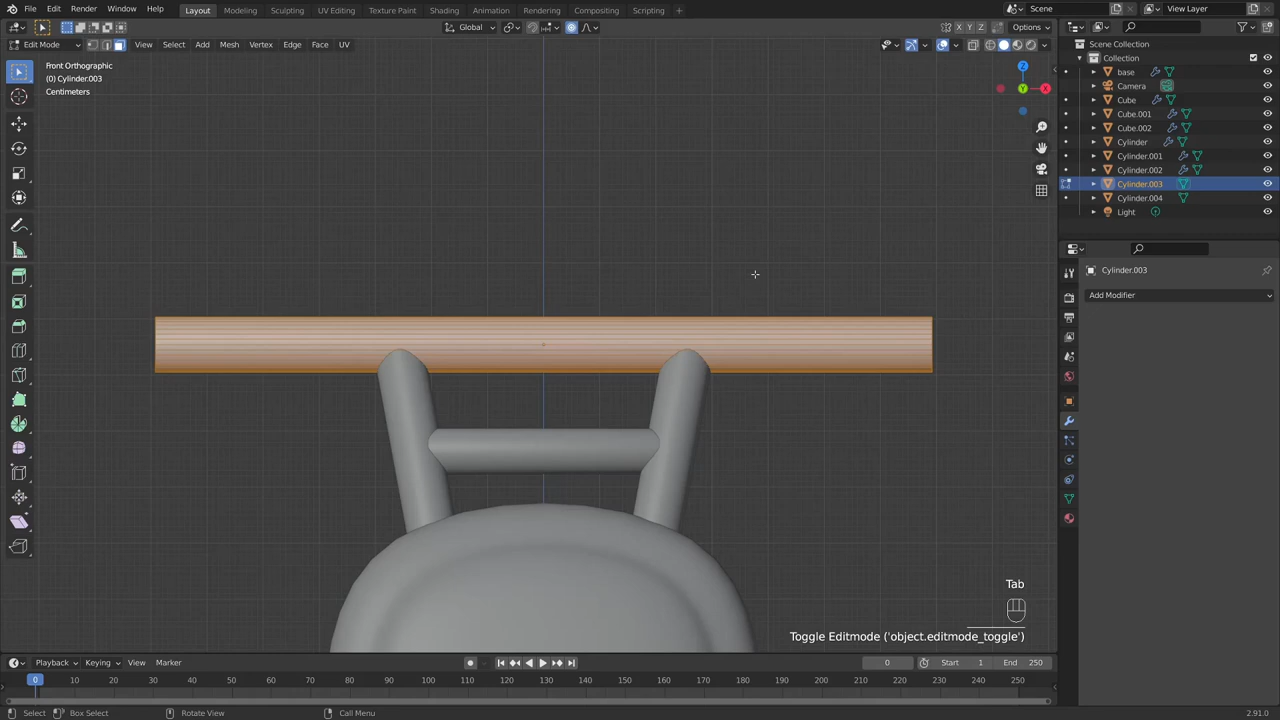 File Edit Render Window Help Layout Modeling Sculpting UV Editing Texture Paint Shading Animation Rendering Compositing Scripting + Scene View Layer
Global X Y Z Options
Edit Mode View Select Add Mesh Vertex Edge Face UV
Front Orthographic
(0) Cylinder.003
Centimeters
Z
Y
X
Scene Collection
Collection
base
Camera
Cube
Cube.001
Cube.002
Cylinder
Cylinder.001
Cylinder.002
Cylinder.003
Cylinder.004
Light
Cylinder.003
Add Modifier
Tab
Toggle Editmode ('object.editmode_toggle')
Playback Keying View Marker 0 Start 1 End 250
0 10 20 30 40 50 60 70 80 90 100 110 120 130 140 150 160 170 180 190 200 210 220 230 240 250
Select Box Select Rotate View Call Menu 2.91.0